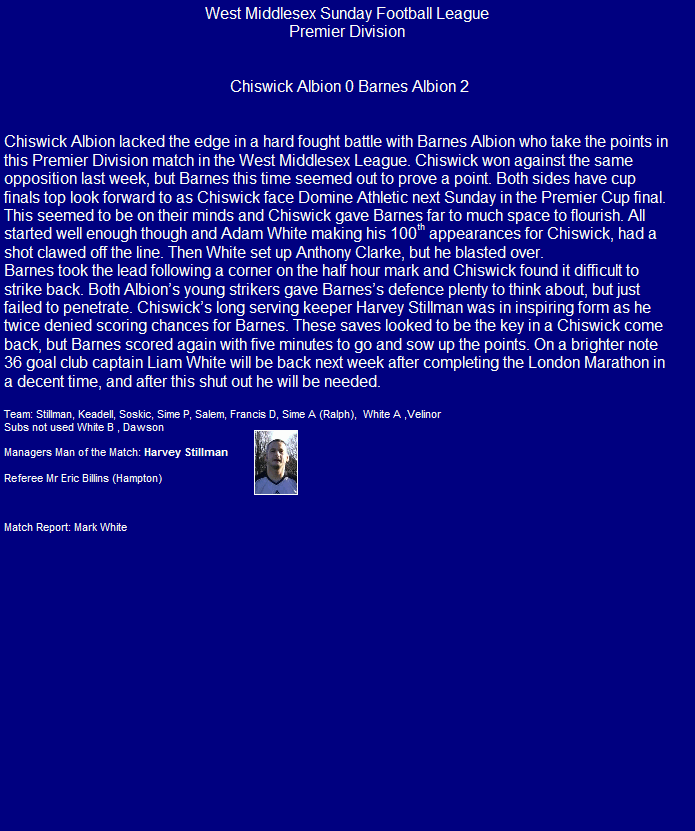 West Middlesex Sunday Football League
Premier Division
Chiswick Albion 0 Barnes Albion 2
Chiswick Albion lacked the edge in a hard fought battle with Barnes Albion who take the points in
this Premier Division match in the West Middlesex League. Chiswick won against the same
opposition last week, but Barnes this time seemed out to prove a point. Both sides have cup
finals top look forward to as Chiswick face Domine Athletic next Sunday in the Premier Cup final.
This seemed to be on their minds and Chiswick gave Barnes far to much space to flourish. All
started well enough though and Adam White making his 100th appearances for Chiswick, had a
shot clawed off the line. Then White set up Anthony Clarke, but he blasted over.
Barnes took the lead following a corner on the half hour mark and Chiswick found it difficult to
strike back. Both Albion's young strikers gave Barnes's defence plenty to think about, but just
failed to penetrate. Chiswick's long serving keeper Harvey Stillman was in inspiring form as he
twice denied scoring chances for Barnes. These saves looked to be the key in a Chiswick come
back, but Barnes scored again with five minutes to go and sow up the points. On a brighter note
36 goal club captain Liam White will be back next week after completing the London Marathon in
a decent time, and after this shut out he will be needed.
Team: Stillman, Keadell, Soskic, Sime P, Salem, Francis D, Sime A (Ralph),  White A ,Velinor
Subs not used White B , Dawson
Managers Man of the Match: Harvey Stillman
Referee Mr Eric Billins (Hampton)
Match Report: Mark White